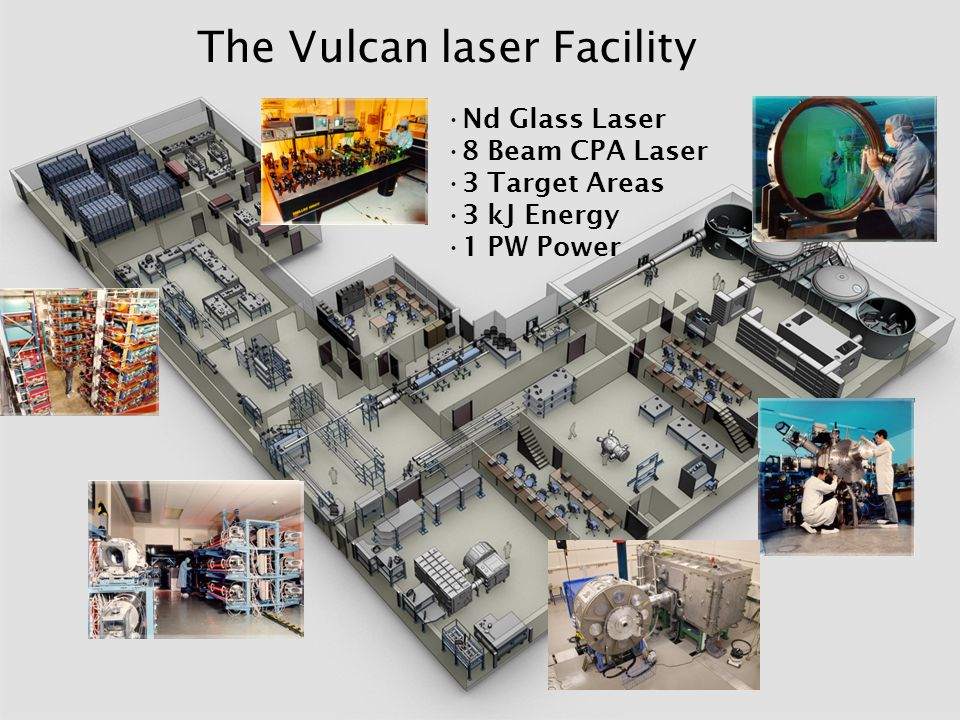 The Vulcan laser Facility
•Nd Glass Laser
•8 Beam CPA Laser
•3 Target Areas
•3 kJ Energy
•1 PW Power